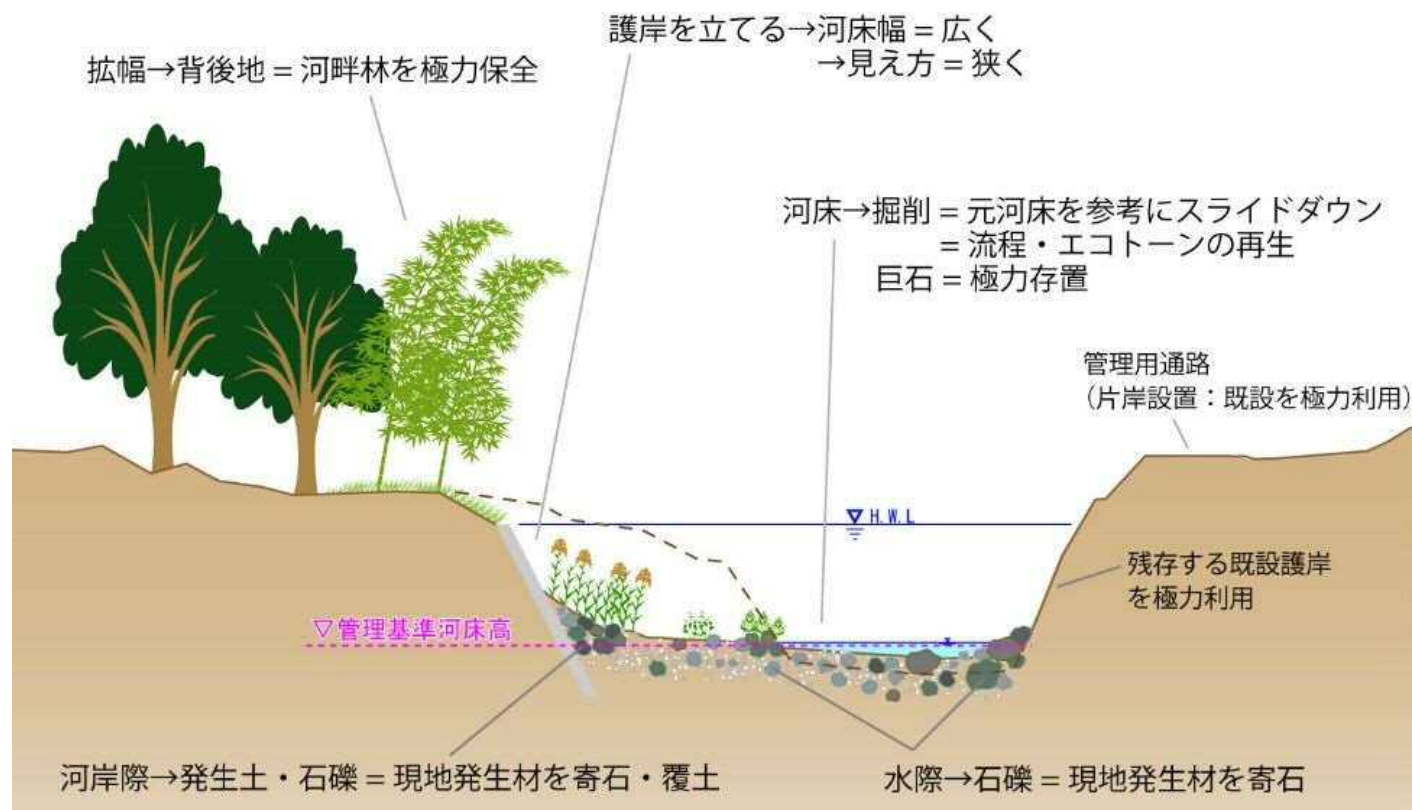 護岸を立てる→河床幅＝広く
→見え方＝狭く
拡幅→背後地＝河畔林を極力保全
河床→掘削＝元河床を参考にスライドダウン
＝流程・エコトーンの再生
巨石＝極力存置
管理用通路
（片岸設置：既設を極力利用）
▽ H.W.L
残存する既設護岸
を極力利用
▽管理基準河床高
河岸際→発生土・石礫＝現地発生材を寄石・覆土
水際→石礫＝現地発生材を寄石